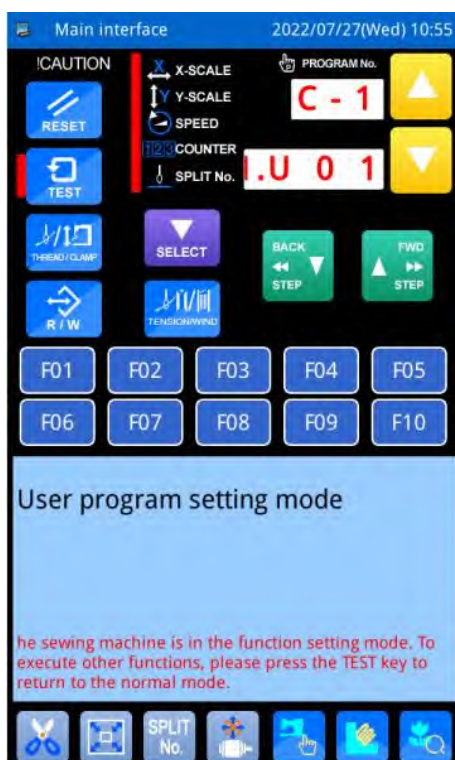 Main interface 2022/07/27(Wed) 10:55
!CAUTION
X X-SCALE
Y Y-SCALE
SPEED
123 COUNTER
SPLIT No.
PROGRAM No.
C - 1
I.U 0 1
RESET
TEST
THREAD/CLAMP
R/W
SELECT
TENSION/WIND
BACK
STEP
FWD
STEP
F01 F02 F03 F04 F05
F06 F07 F08 F09 F10
User program setting mode
he sewing machine is in the function setting mode. To
execute other functions, please press the TEST key to
return to the normal mode.
SPLIT
No.